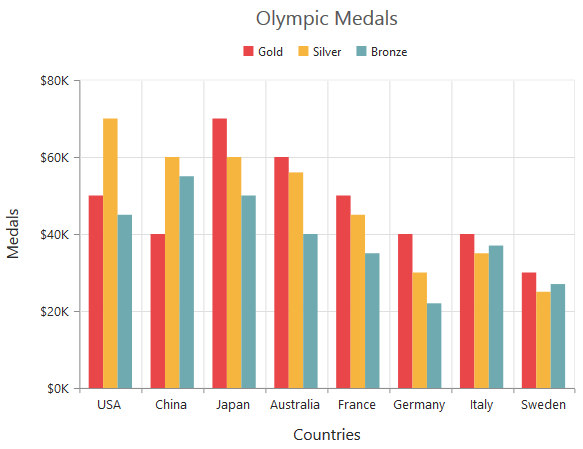 Olympic Medals
Gold Silver Bronze
$80K
$60K
$40K
$20K
$0K
Medals
USA China Japan Australia France Germany Italy Sweden
Countries